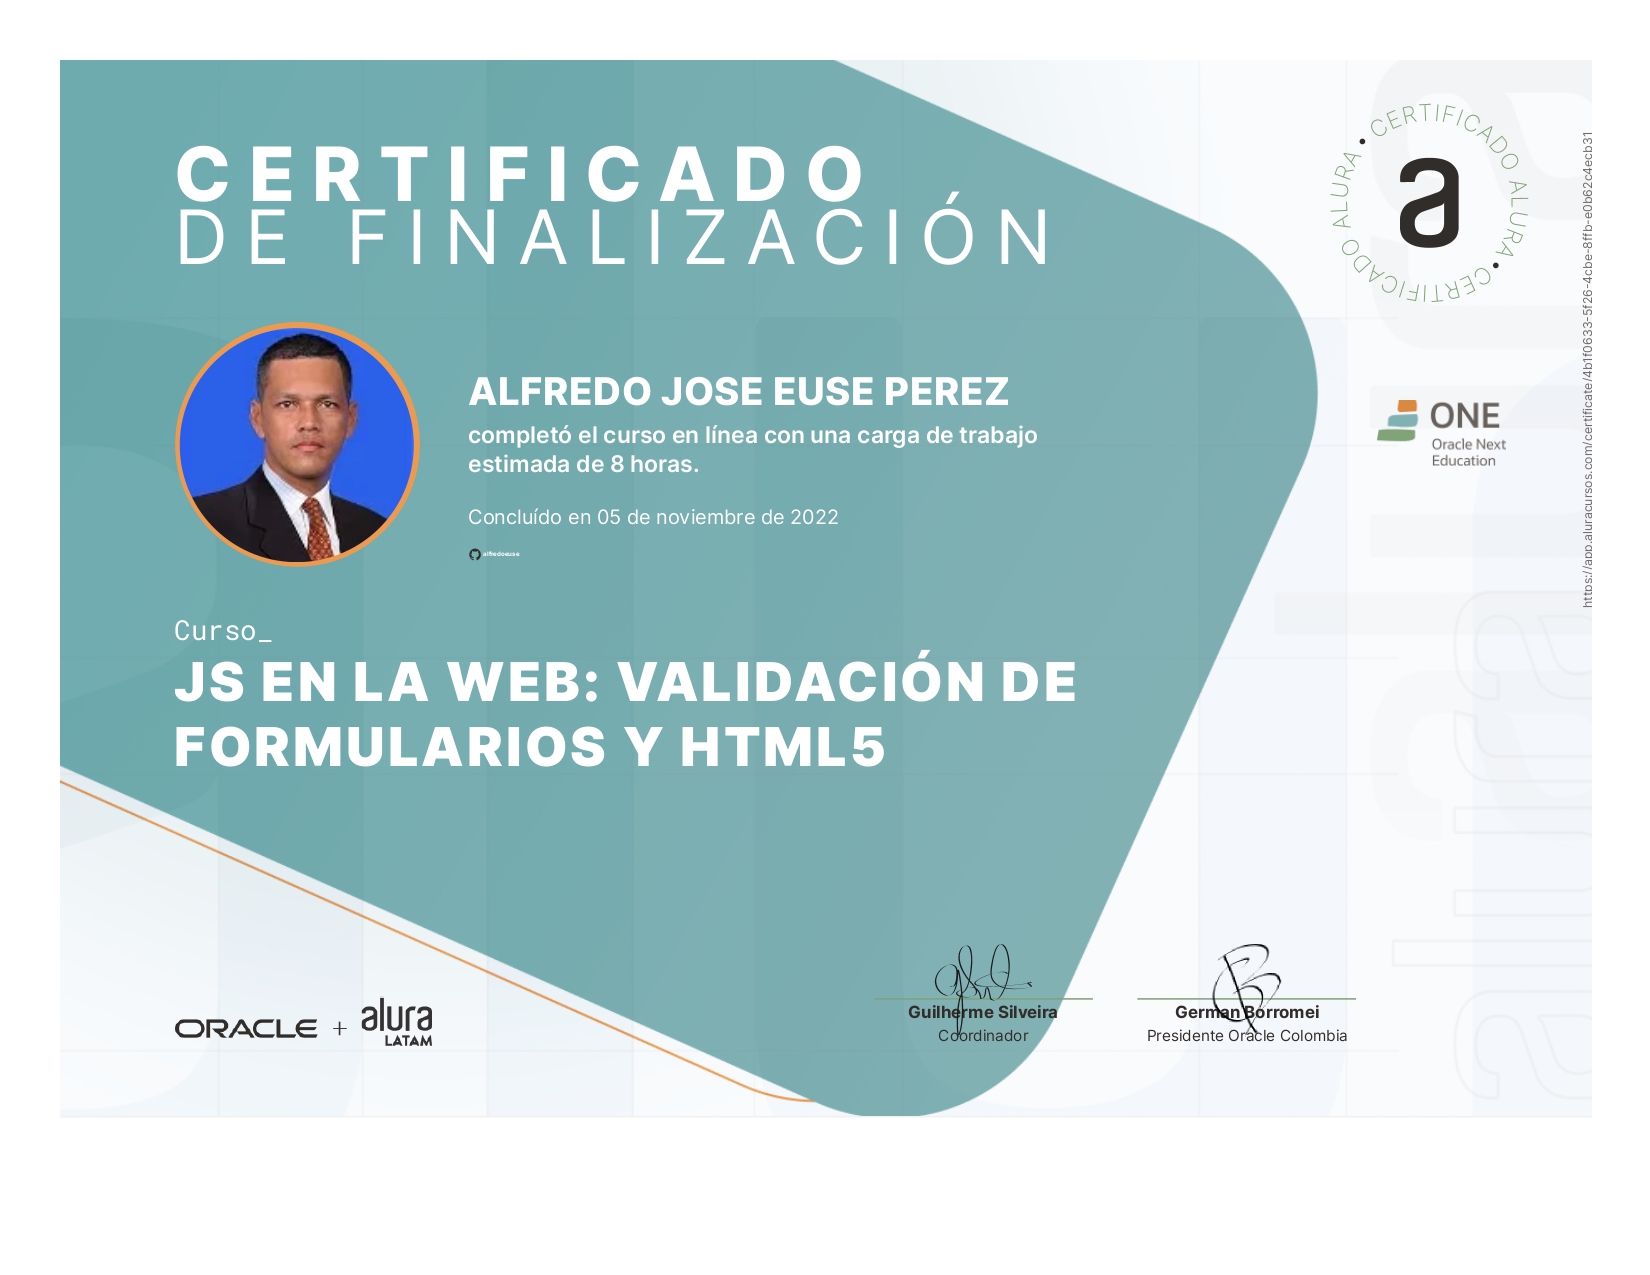 CERTIFICADO
DE FINALIZACIÓN
CERTIFICADO ALURA • CERTIFICADO ALURA •
a
ALFREDO JOSE EUSE PEREZ
completó el curso en línea con una carga de trabajo
estimada de 8 horas.
Concluído en 05 de noviembre de 2022
alfredoeuse
ONE
Oracle Next
Education
https://app.aluracursos.com/certificate/4b1f0633-5f26-4cbe-8ffb-e0b62c4ecb31
Curso_
JS EN LA WEB: VALIDACIÓN DE
FORMULARIOS Y HTML5
ORACLE + alura
LATAM
Guilherme Silveira
Coordinador
German Borromei
Presidente Oracle Colombia
alura